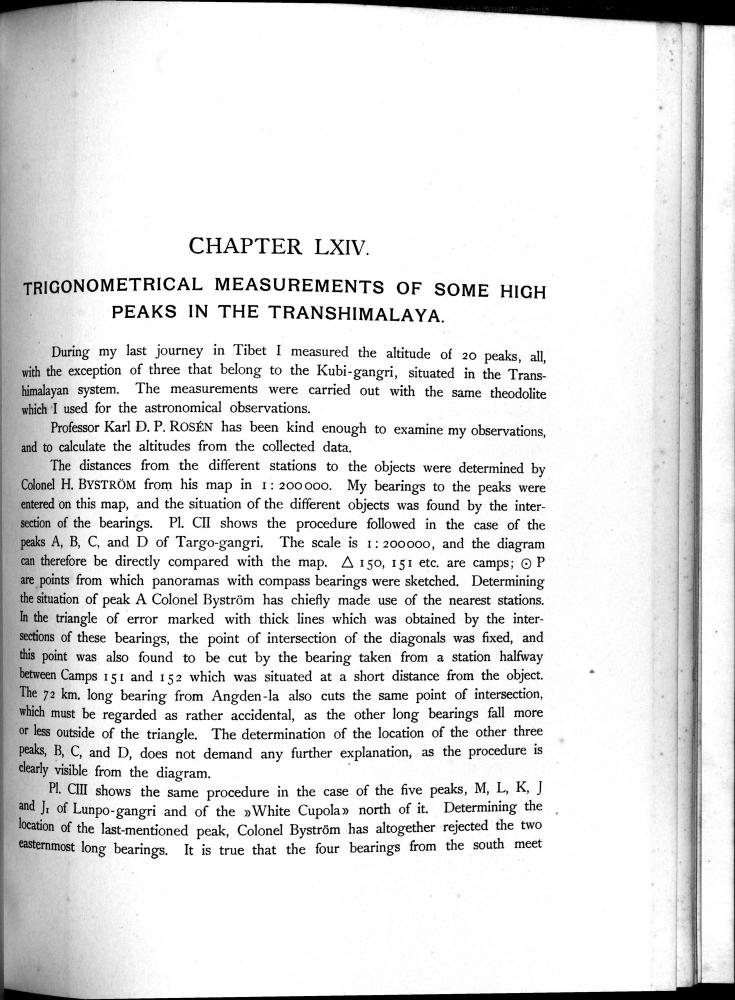 CHAPTER LXIV.
TRIGONOMETRICAL MEASUREMENTS OF SOME HIGH
PEAKS IN THE TRANSHIMALAYA.
During my last journey in Tibet I measured the altitude of 20 peaks, all,
with the exception of three that belong to the Kubi-gangri, situated in the Trans-
himalayan system. The measurements were carried out with the same theodolite
which I used for the astronomical observations.
Professor Karl D. P. ROSÉN has been kind enough to examine my observations,
and to calculate the altitudes from the collected data.
The distances from the different stations to the objects were determined by
Colonel H. BYSTRÖM from his map in 1 : 200 000. My bearings to the peaks were
entered on this map, and the situation of the different objects was found by the inter-
section of the bearings. Pl. CII shows the procedure followed in the case of the
peaks A, B, C, and D of Targo-gangri. The scale is 1 : 200 000, and the diagram
can therefore be directly compared with the map. △ 150, 151 etc. are camps; ⊙ P
are points from which panoramas with compass bearings were sketched. Determining
the situation of peak A Colonel Byström has chiefly made use of the nearest stations.
In the triangle of error marked with thick lines which was obtained by the inter-
sections of these bearings, the point of intersection of the diagonals was fixed, and
this point was also found to be cut by the bearing taken from a station halfway
between Camps 151 and 152 which was situated at a short distance from the object.
The 72 km. long bearing from Angden-la also cuts the same point of intersection,
which must be regarded as rather accidental, as the other long bearings fall more
or less outside of the triangle. The determination of the location of the other three
peaks, B, C, and D, does not demand any further explanation, as the procedure is
clearly visible from the diagram.
Pl. CIII shows the same procedure in the case of the five peaks, M, L, K, J
and J₁ of Lunpo-gangri and of the »White Cupola» north of it. Determining the
location of the last-mentioned peak, Colonel Byström has altogether rejected the two
easternmost long bearings. It is true that the four bearings from the south meet